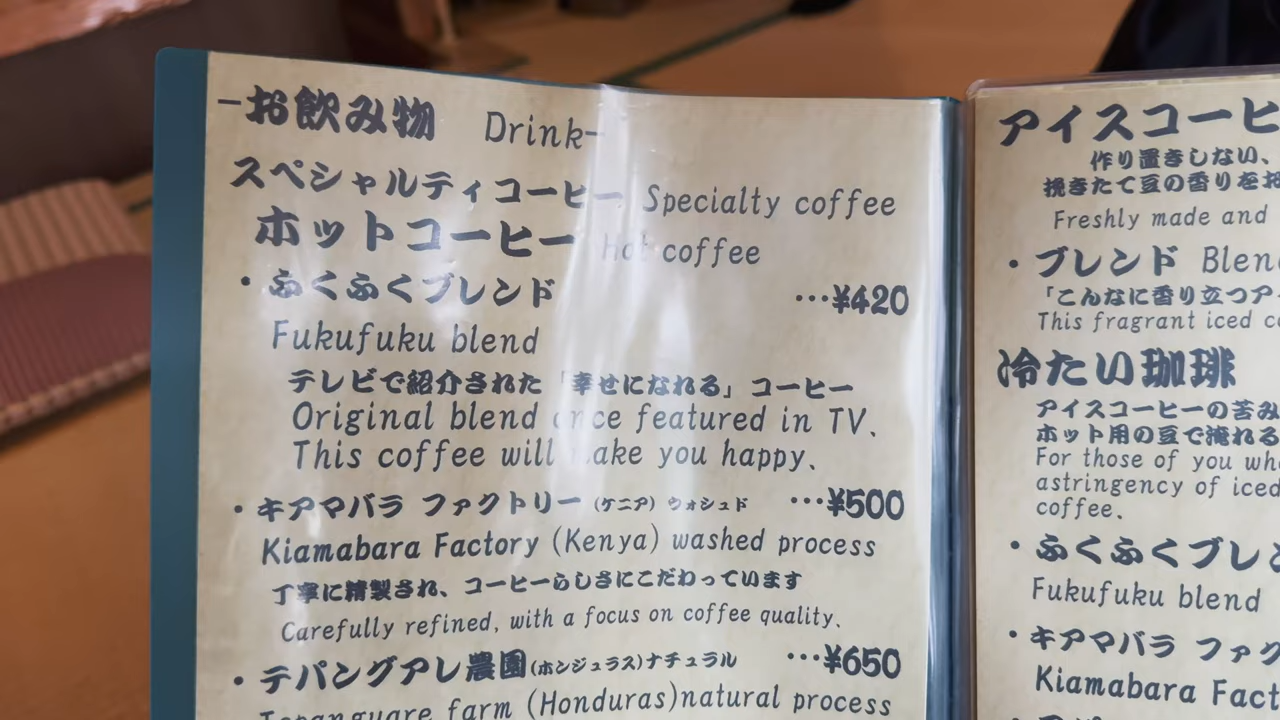 -お飲み物 Drink-
スペシャルティコーヒー Specialty coffee
ホットコーヒー Hot coffee
・ふくふくブレンド …¥420
Fukufuku blend
テレビで紹介された「幸せになれる」コーヒー
Original blend once featured in TV.
This coffee will make you happy.
・キアマバラ ファクトリー (ケニア) ウォシュド …¥500
Kiamabara Factory (Kenya) washed process
丁寧に精製され、コーヒーらしさにこだわっています
Carefully refined, with a focus on coffee quality.
・テパングアレ農園(ホンジュラス)ナチュラル …¥650
farm (Honduras)natural process
アイスコーヒ
作り置きしない、
挽きたて豆の香りをお
Freshly made and
・ブレンド Blen
「こんなに香り立つア
This fragrant iced c
冷たい珈琲
アイスコーヒーの苦み
ホット用の豆で淹れる
For those of you wh
astringency of iced
coffee.
・ふくふくブレン
Fukufuku blend
・キアマバラ ファク
Kiamabara Fact